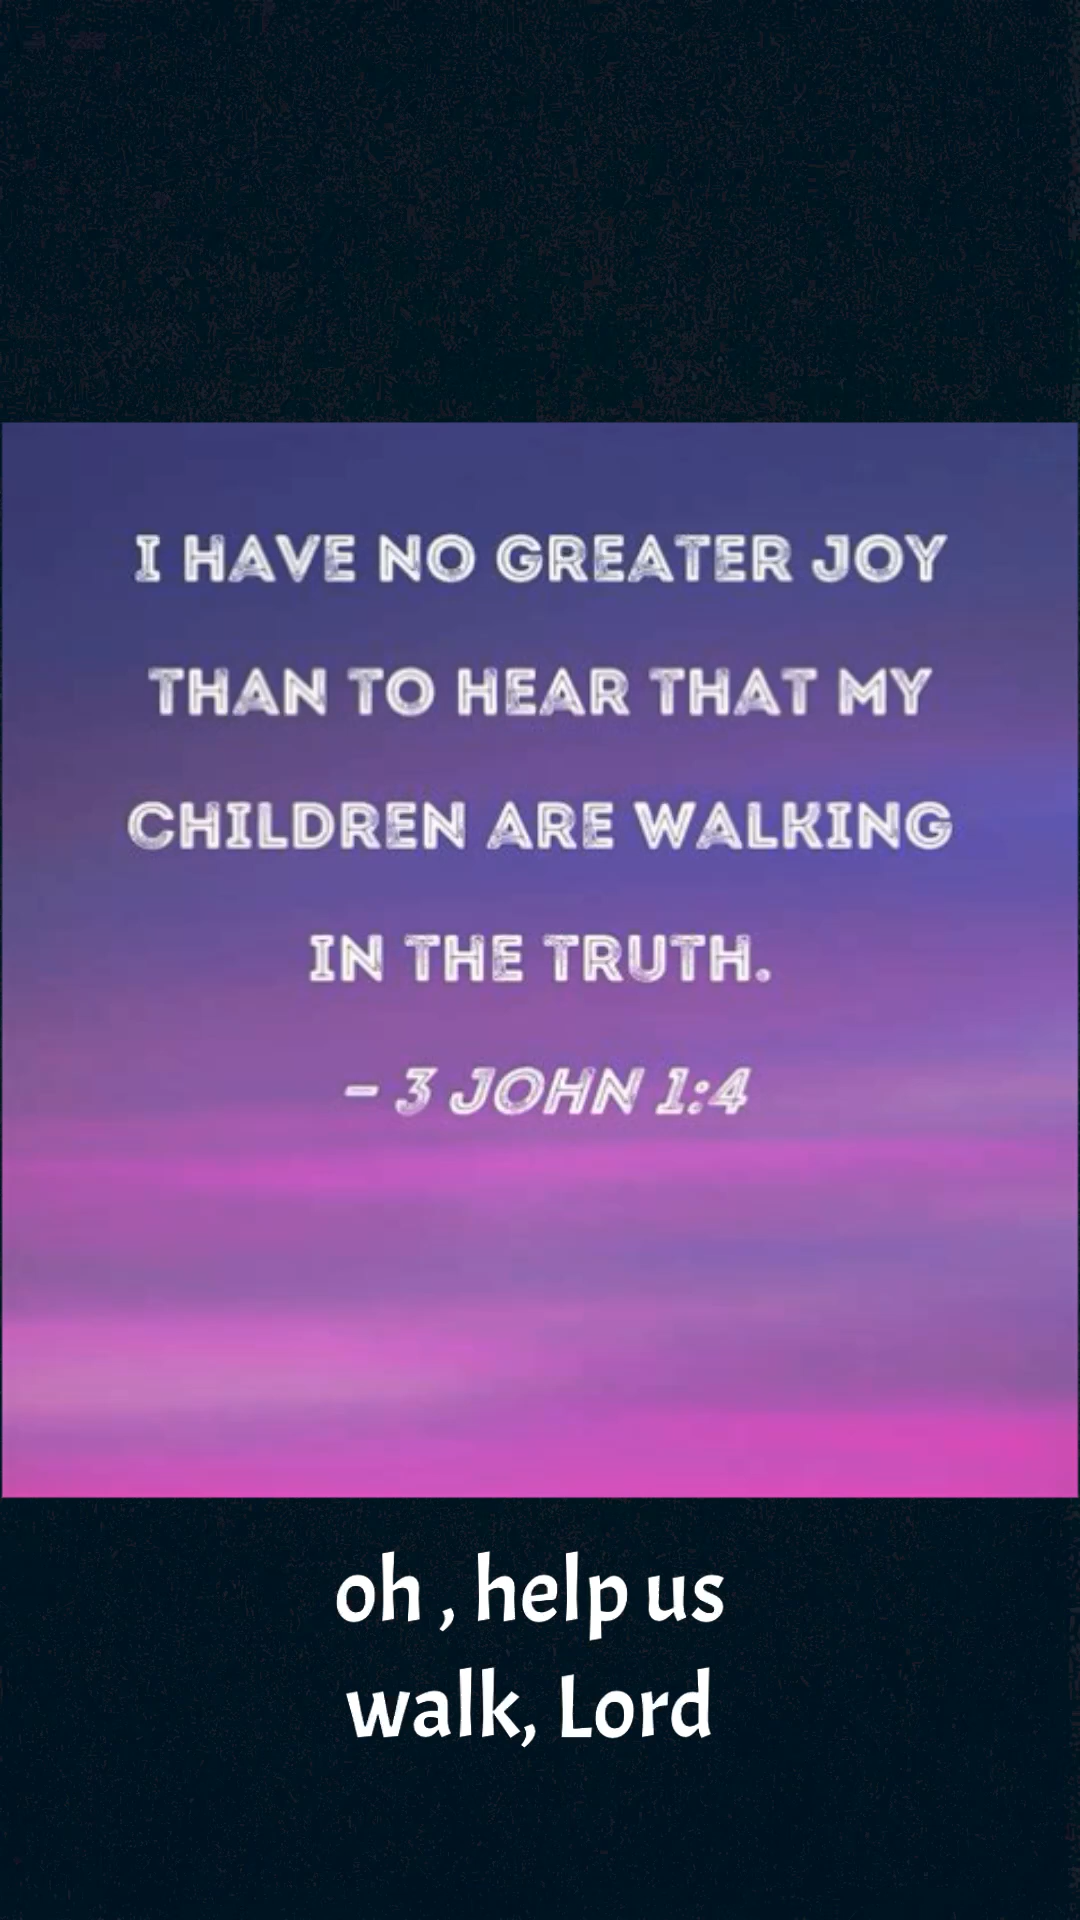 I HAVE NO GREATER JOY
THAN TO HEAR THAT MY
CHILDREN ARE WALKING
IN THE TRUTH.
– 3 JOHN 1:4
oh , help us
walk, Lord